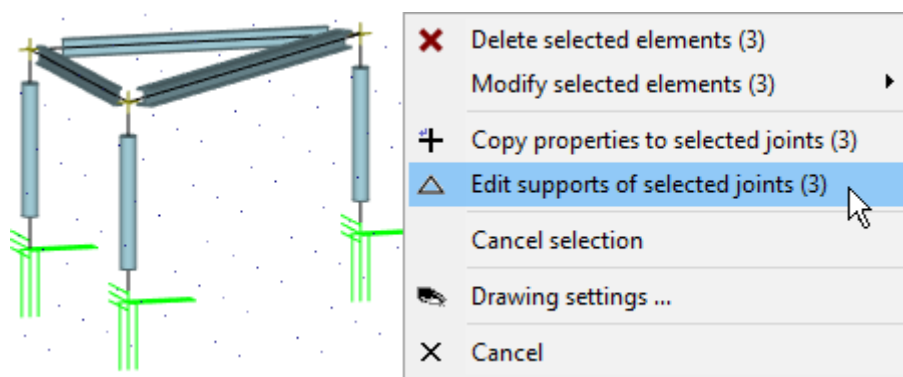 Delete selected elements (3)
Modify selected elements (3)
Copy properties to selected joints (3)
Edit supports of selected joints (3)
Cancel selection
Drawing settings ...
Cancel